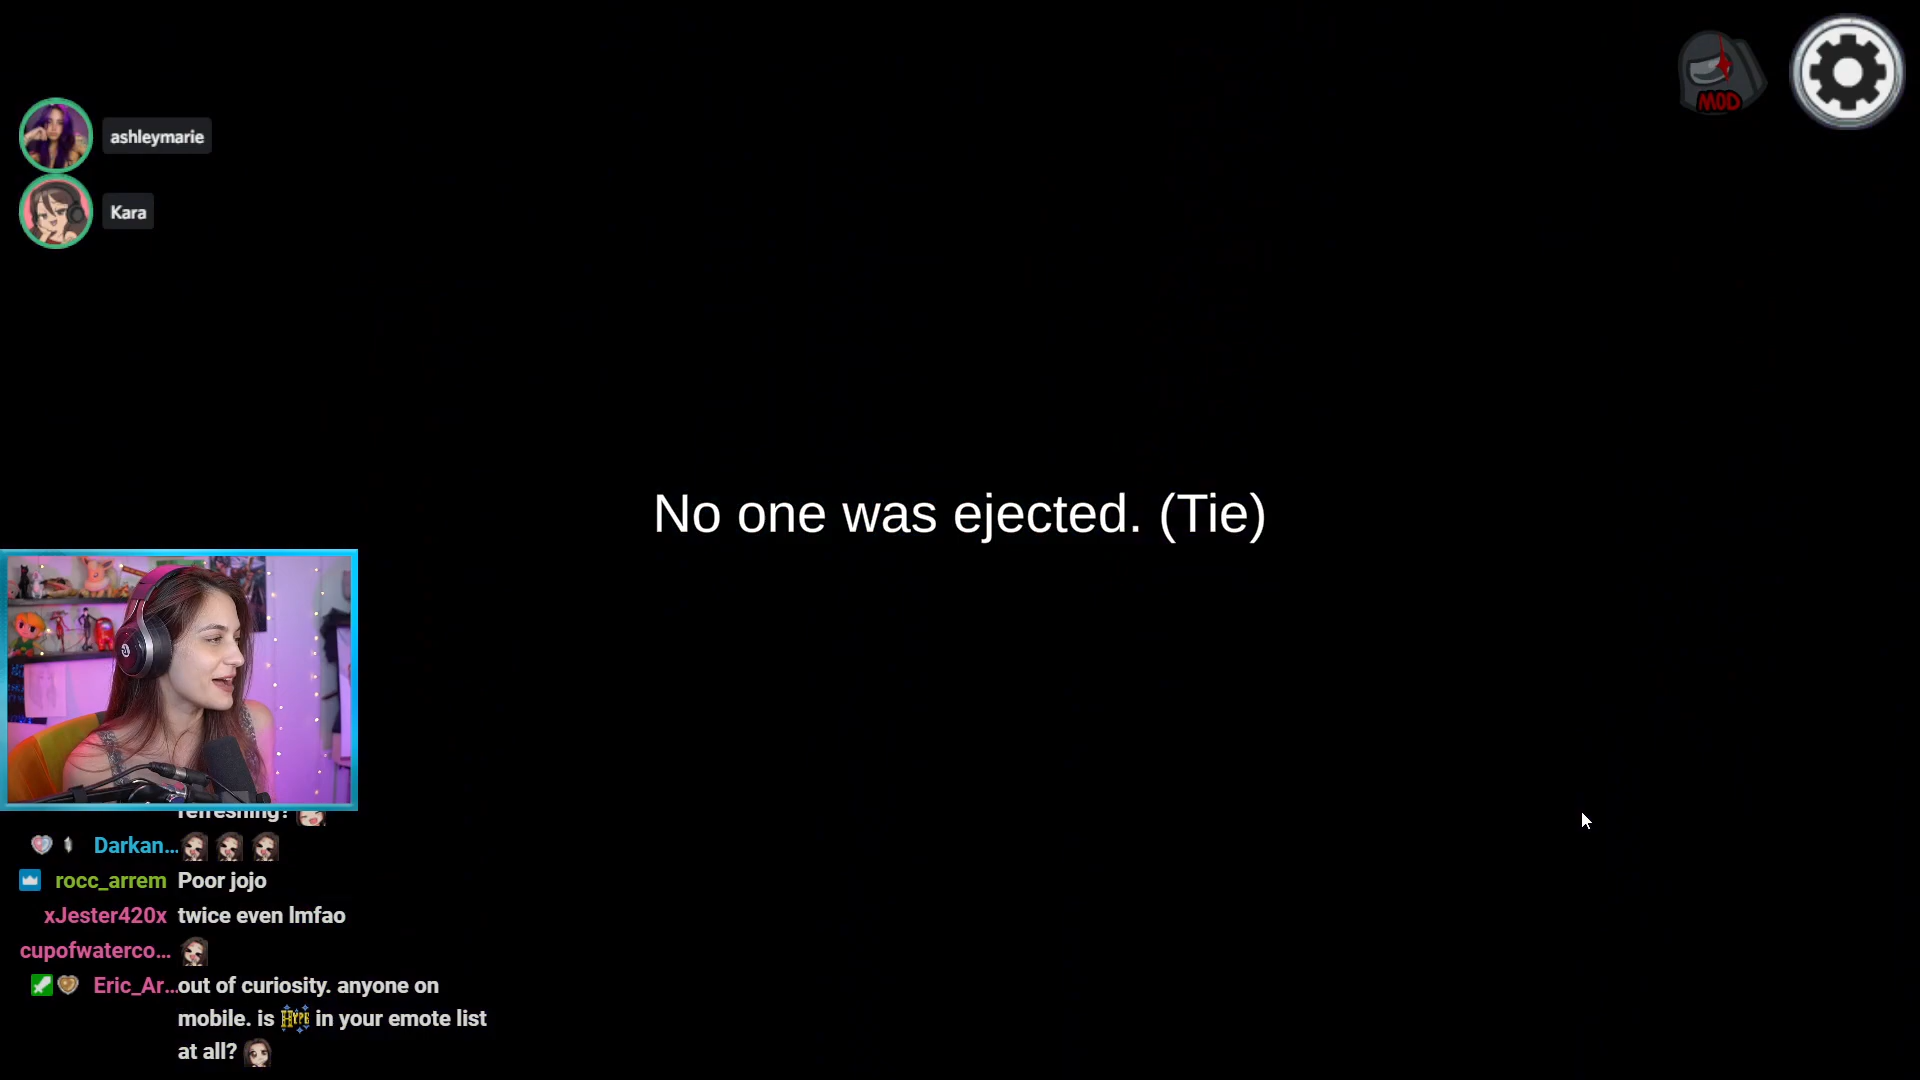 MOD
ashleymarie
Kara
No one was ejected. (Tie)
refreshing?
Darkan...
rocc_arrem Poor jojo
xJester420x twice even lmfao
cupofwaterco...
Eric_Ar... out of curiosity. anyone on
mobile. is HYPE in your emote list
at all?